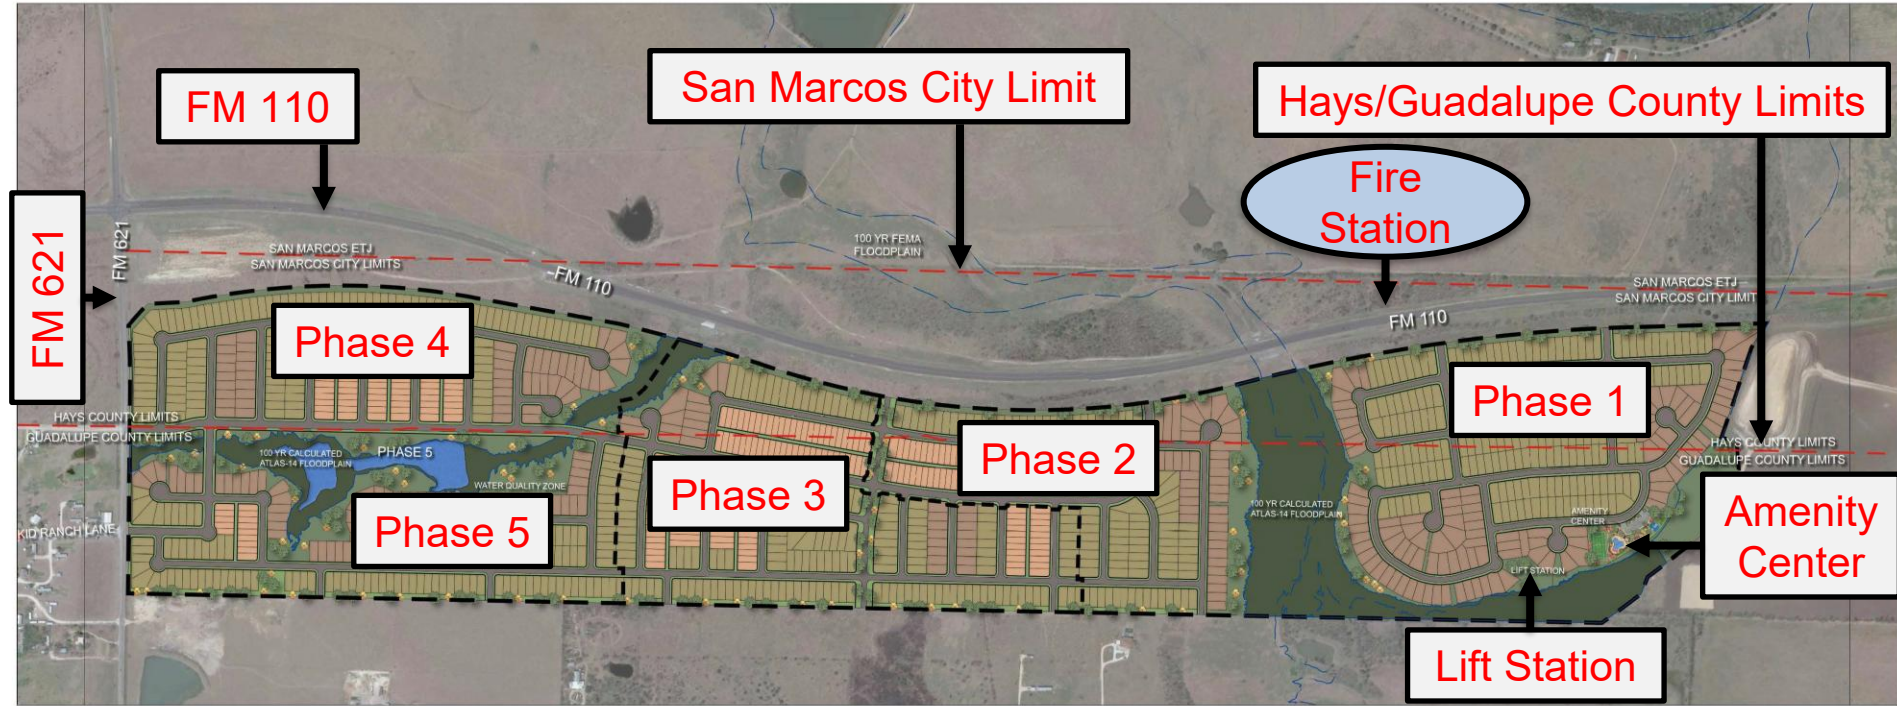 San Marcos City Limit
Hays/Guadalupe County Limits
FM 110
Fire
Station
FM 621
FM 621
SAN MARCOS ETJ
SAN MARCOS CITY LIMITS
100 YR FEMA
FLOODPLAIN
FM 110
SAN MARCOS ETJ
SAN MARCOS CITY LIMIT
FM 110
Phase 4
Phase 1
HAYS COUNTY LIMITS
GUADALUPE COUNTY LIMITS
HAYS COUNTY LIMITS
GUADALUPE COUNTY LIMITS
100 YR CALCULATED
ATLAS-14 FLOODPLAIN
PHASE 5
WATER QUALITY ZONE
Phase 2
Phase 3
100 YR CALCULATED
ATLAS-14 FLOODPLAIN
AMENITY
CENTER
Amenity
Center
KID RANCH LANE
Phase 5
LIFT STATION
Lift Station